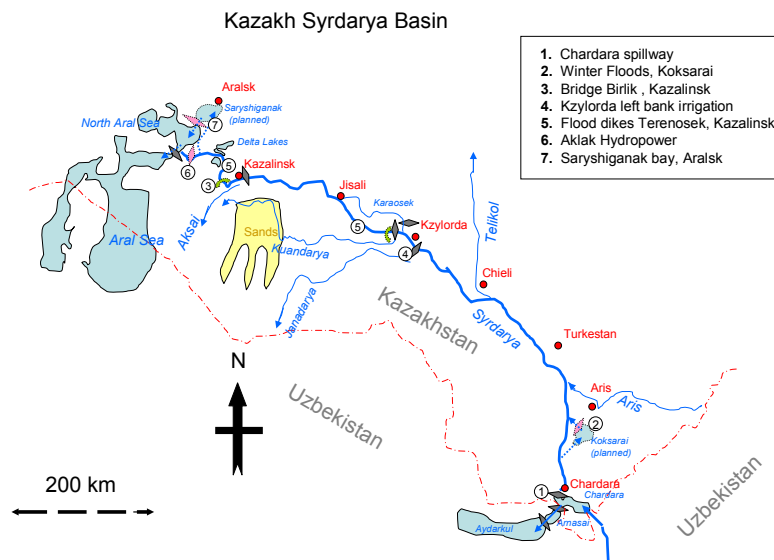 Kazakh Syrdarya Basin
1. Chardara spillway
2. Winter Floods, Koksarai
3. Bridge Birlik , Kazalinsk
4. Kzylorda left bank irrigation
5. Flood dikes Terenosek, Kazalinsk
6. Aklak Hydropower
7. Saryshiganak bay, Aralsk
Aralsk
Saryshiganak
(planned)
North Aral Sea
7
Delta Lakes
6
5
Kazalinsk
3
Jisali
Karaosek
Aksai
Sands
5
Kzylorda
Telikol
Aral Sea
Kuandarya
4
Chieli
Janadarya
Kazakhstan
Syrdarya
Turkestan
N
Uzbekistan
Aris
Aris
2
Koksarai
(planned)
200 km
Chardara
1
Chardara
Uzbekistan
Aydarkul
Arnasai